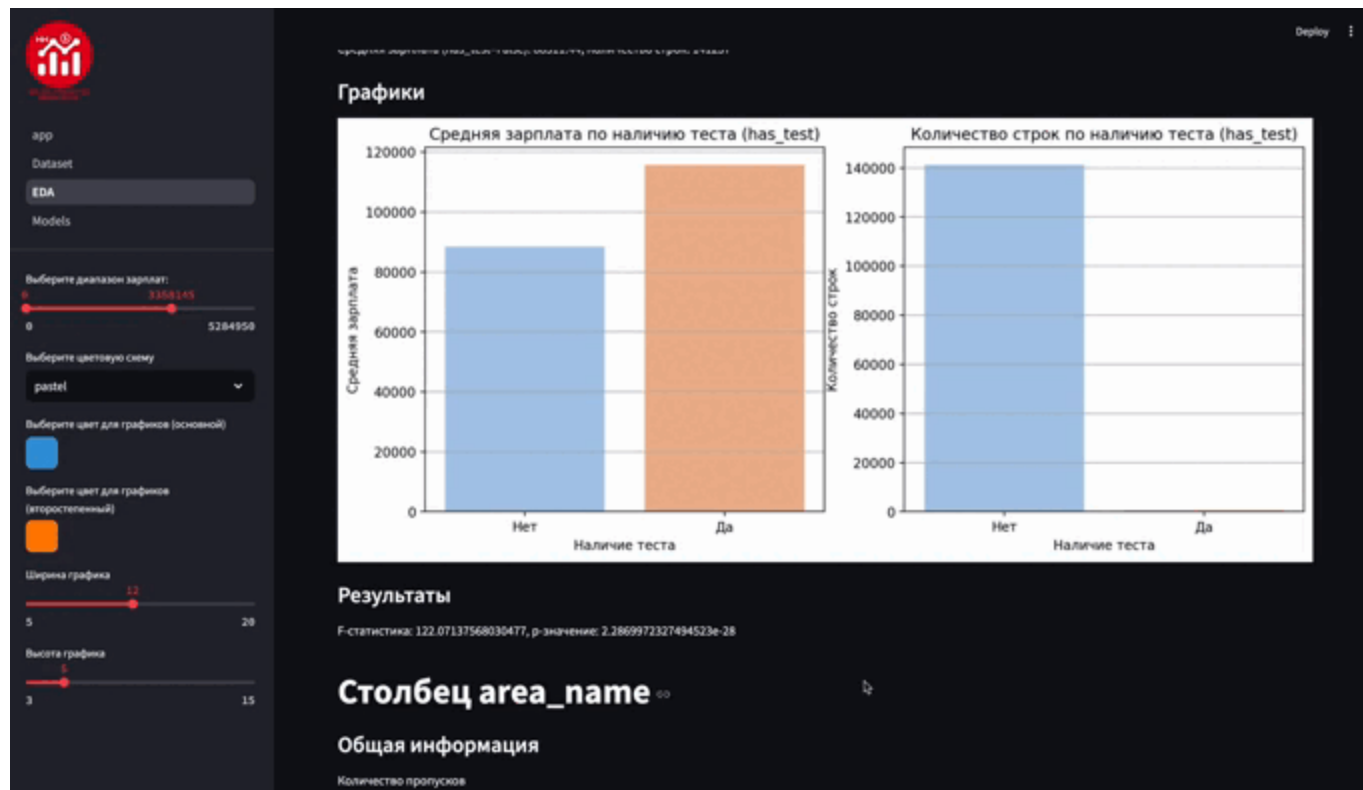 Deploy
app
Dataset
EDA
Models
Выберите диапазон зарплат:
0 3358145
0 5284950
Выберите цветовую схему
pastel
Выберите цвет для графиков (основной)
Выберите цвет для графиков
(второстепенный)
Ширина графика
12
5 20
Высота графика
5
3 15
Графики
Средняя зарплата по наличию теста (has_test)
120000
100000
80000
60000
40000
20000
0
Средняя зарплата
Нет Да
Наличие теста
Количество строк по наличию теста (has_test)
140000
120000
100000
80000
60000
40000
20000
0
Количество строк
Нет Да
Наличие теста
Результаты
F-статистика: 122.07137568030477, p-значение: 2.2869972327494523e-28
Столбец area_name
Общая информация
Количество пропусков